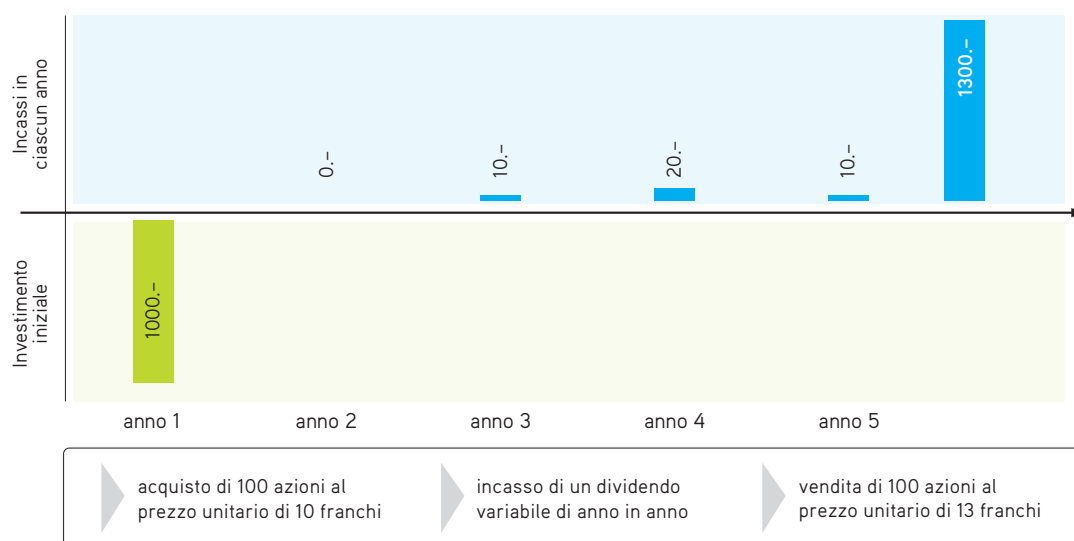 Incassi in
ciascun anno
0.–
10.–
20.–
10.–
1300.–
Investimento
iniziale
1000.–
anno 1
anno 2
anno 3
anno 4
anno 5
acquisto di 100 azioni al
prezzo unitario di 10 franchi
incasso di un dividendo
variabile di anno in anno
vendita di 100 azioni al
prezzo unitario di 13 franchi